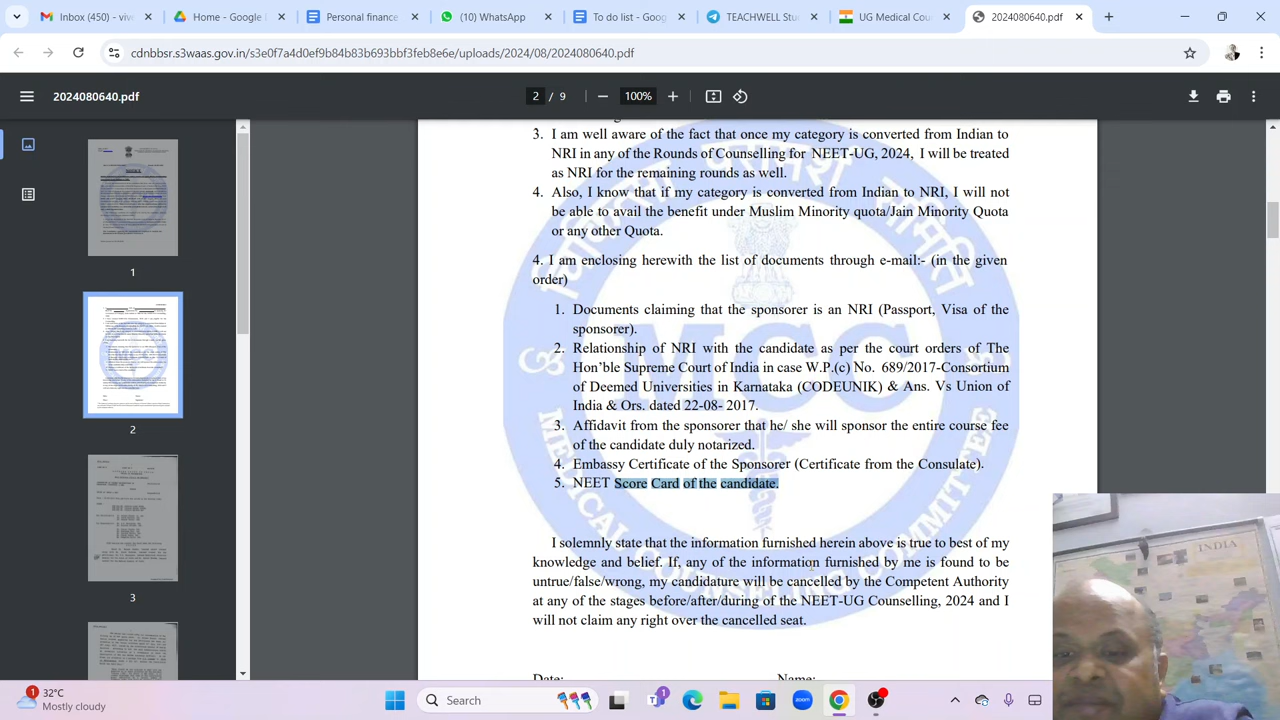 Inbox (450) - vive
Home - Google D
Personal finance
(10) WhatsApp
To do list - Goog
TEACHWELL Stu
UG Medical Cou
2024080640.pdf
cdnbbsr.s3waas.gov.in/s3e0f7a4d0ef9b84b83b693bbf3feb8e6e/uploads/2024/08/2024080640.pdf
2024080640.pdf
2 / 9
100%
3. I am well aware of the fact that once my category is converted from Indian to
NRI in any of the Rounds of Counselling for NEET-UG, 2024, I will be treated
as NRI for the remaining rounds as well.
4. Also, I know that if my category is converted from Indian to NRI, I will not
be able to avail the benefit under Muslim Minority Quota/Jain Minority Quota
or any other Quota.
4. I am enclosing herewith the list of documents through e-mail:- (in the given
order)
Documents claiming that the sponsorer is an NRI (Passport, Visa of the
sponsorer).
2. Relationship of NRI with the candidate as per the court orders of The
Hon'ble Supreme Court of India in case W.P.(c) No. 689/2017-Consortium
of Deemed Universities in Karnataka (CODEUNIK) & Ans. Vs Union of
India & Ors. dated 22-08- 2017.
3. Affidavit from the sponsorer that he/ she will sponsor the entire course fee
of the candidate duly notarized.
Embassy Certificate of the Sponsorer (Certificate from the Consulate).
5. NEET Score Card of the candidate.
solemnly state that the information furnished herein above is true to best of my
knowledge and belief. If any of the information furnished by me is found to be
untrue/false/wrong, my candidature will be cancelled by the Competent Authority
at any of the stages before/after/during of the NEET-UG Counselling, 2024 and I
will not claim any right over the cancelled seat.
Date:
Name:
1
2
3
INDIA
32°C
Mostly cloudy
1
Search
1
zoom